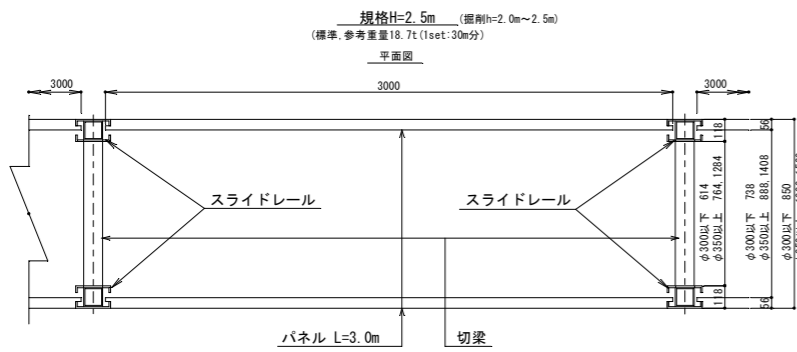 規格H=2.5m (掘削h=2.0m～2.5m)
(標準,参考重量18.7t(1set:30m分)
平面図
3000 3000 3000
118 56
スライドレール スライドレール
φ300以下 614
φ350以上 764,1284
φ300以下 738
φ350以上 888,1408
φ300以下 850
118 56
パネル L=3.0m 切梁